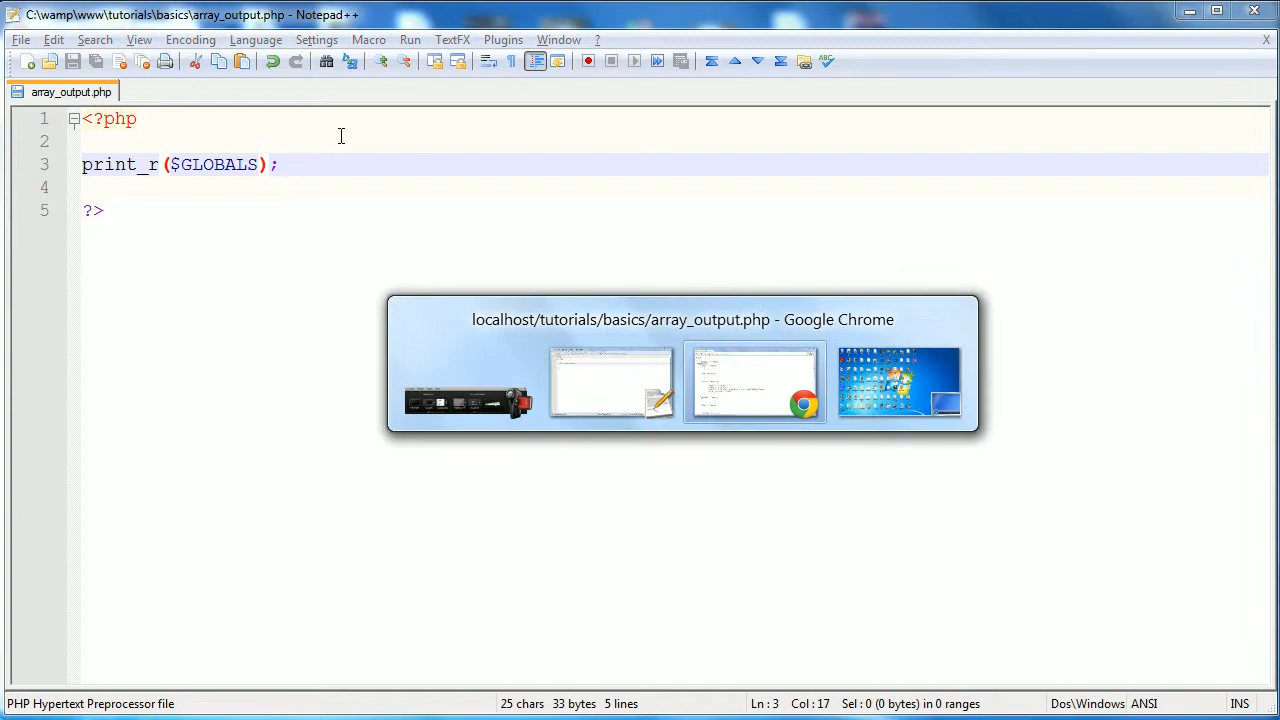 C:\wamp\www\tutorials\basics\array_output.php - Notepad++
File Edit Search View Encoding Language Settings Macro Run TextFX Plugins Window ? X
array_output.php
1 <?php
2
3 print_r($GLOBALS);
4
5 ?>
localhost/tutorials/basics/array_output.php - Google Chrome
PHP Hypertext Preprocessor file 25 chars 33 bytes 5 lines Ln : 3 Col : 17 Sel : 0 (0 bytes) in 0 ranges Dos\Windows ANSI INS